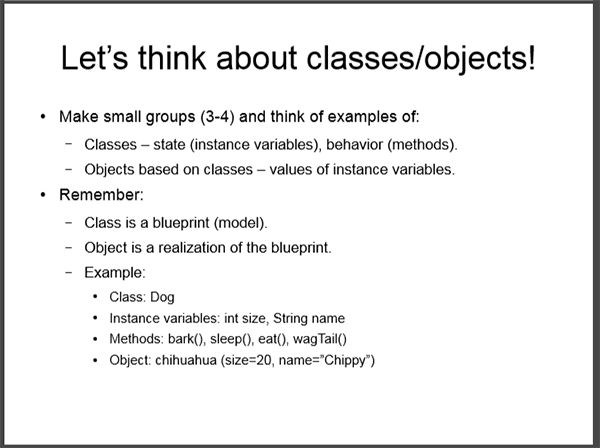 Let's think about classes/objects!
• Make small groups (3-4) and think of examples of:
– Classes – state (instance variables), behavior (methods).
– Objects based on classes – values of instance variables.
• Remember:
– Class is a blueprint (model).
– Object is a realization of the blueprint.
– Example:
• Class: Dog
• Instance variables: int size, String name
• Methods: bark(), sleep(), eat(), wagTail()
• Object: chihuahua (size=20, name=”Chippy”)